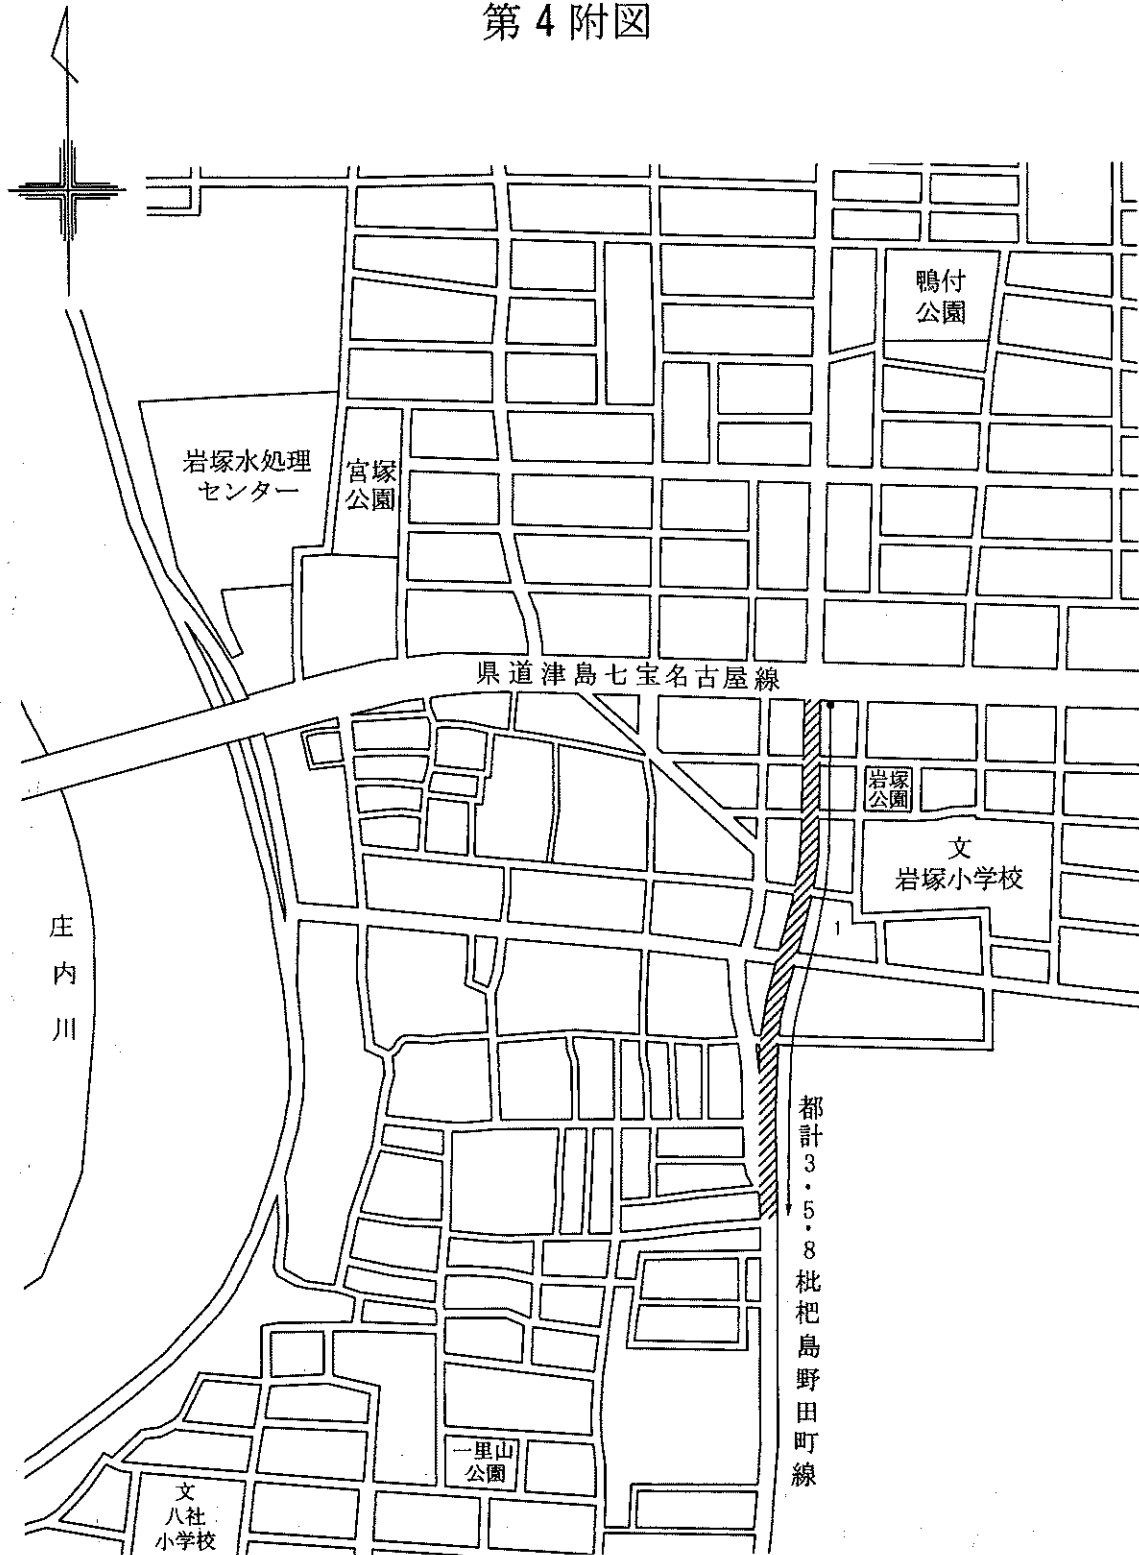 第4附図
鴨付
公園
岩塚水処理
センター
宮塚
公園
県道津島七宝名古屋線
岩塚
公園
文
岩塚小学校
1
庄内川
都計3・5・8枇杷島野田町線
一里山
公園
文
八社
小学校